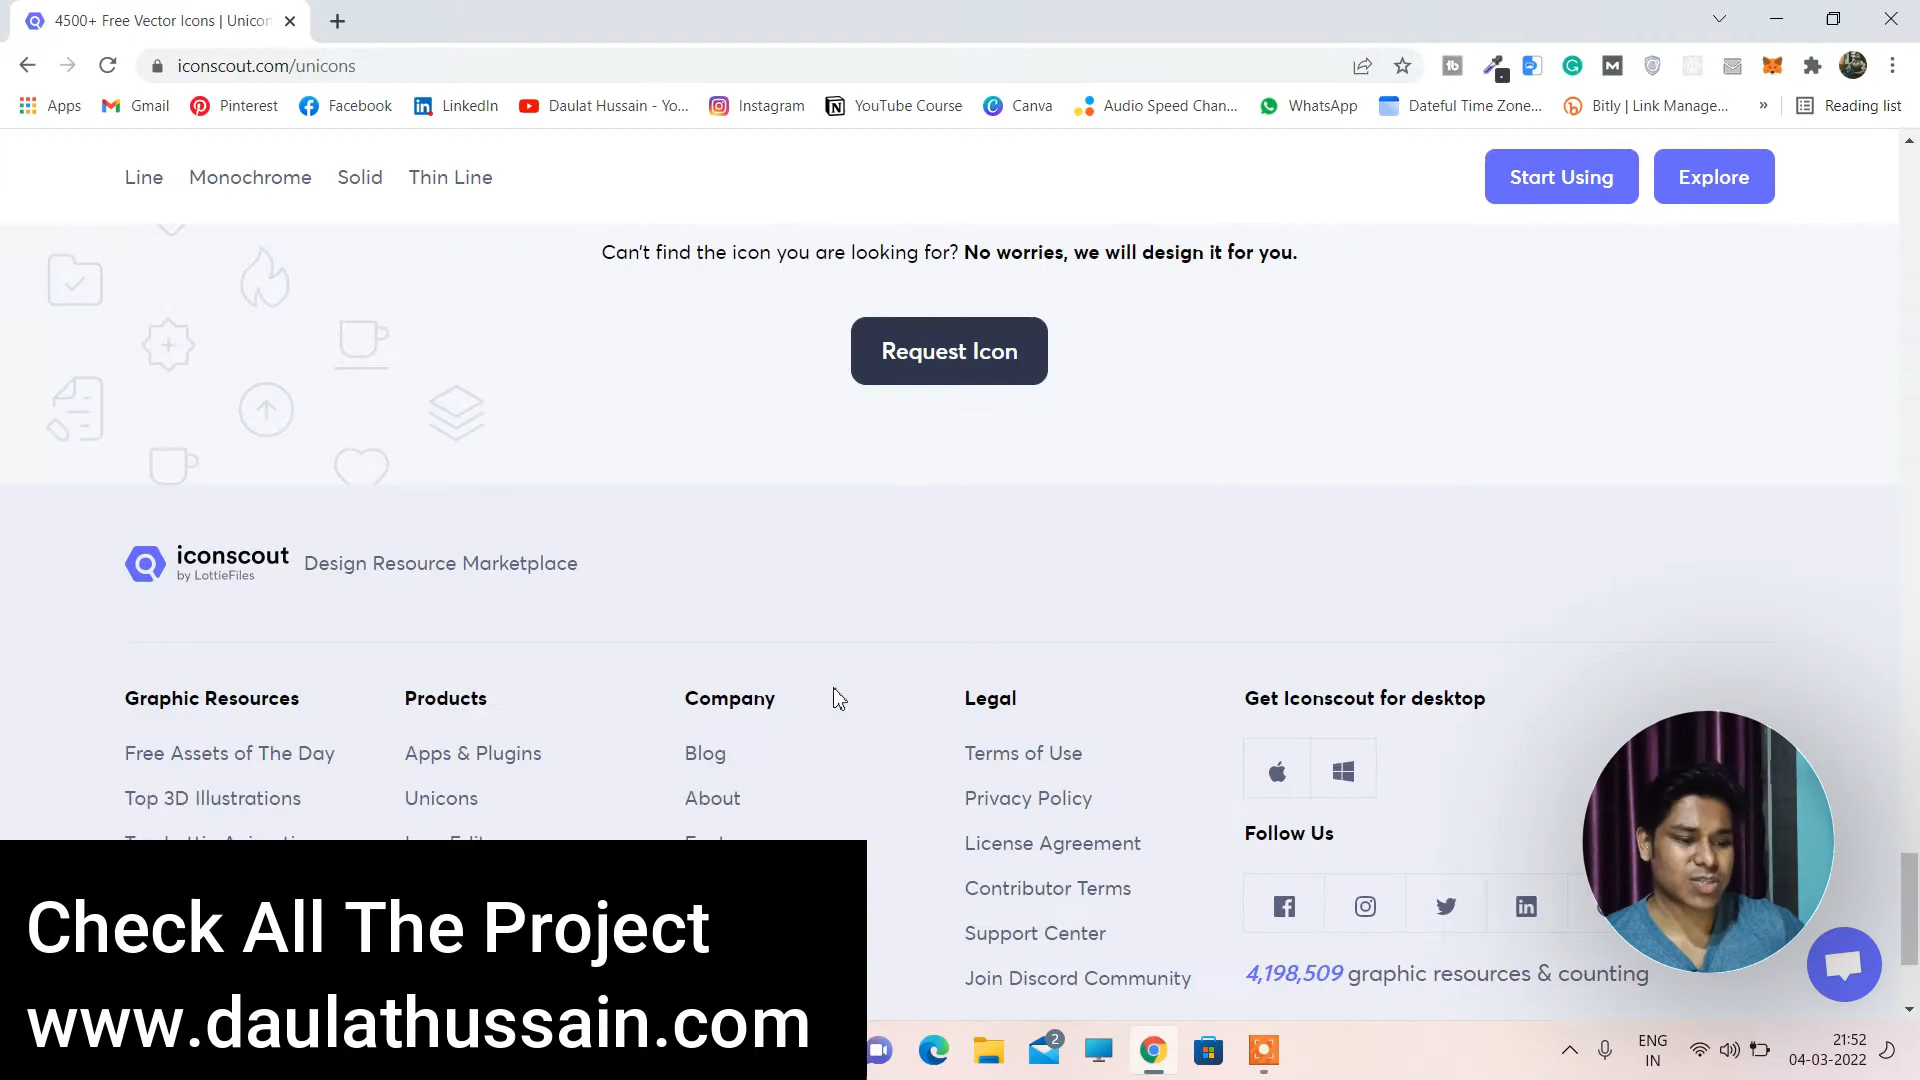 4500+ Free Vector Icons | Unicon
iconscout.com/unicons
Apps Gmail Pinterest Facebook LinkedIn Daulat Hussain - Yo... Instagram YouTube Course Canva Audio Speed Chan... WhatsApp Dateful Time Zone... Bitly | Link Manage... » Reading list
Line Monochrome Solid Thin Line Start Using Explore
Can't find the icon you are looking for? No worries, we will design it for you.
Request Icon
iconscout
by LottieFiles
Design Resource Marketplace
Graphic Resources Products Company Legal Get Iconscout for desktop
Free Assets of The Day Apps & Plugins Blog Terms of Use
Top 3D Illustrations Unicons About Privacy Policy
Follow Us
License Agreement
Contributor Terms
Support Center
4,198,509 graphic resources & counting
Join Discord Community
Check All The Project
www.daulathussain.com
2
ENG
IN
21:52
04-03-2022